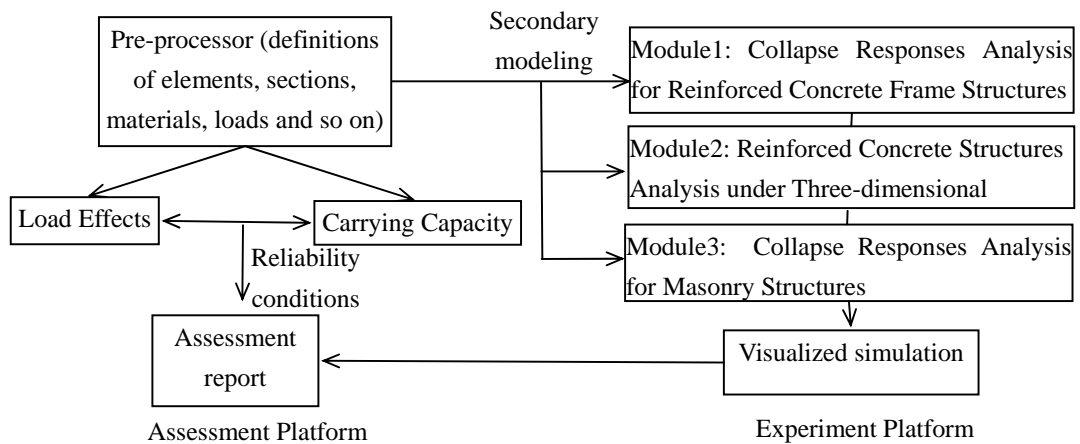 Pre-processor (definitions
of elements, sections,
materials, loads and so on)
Secondary
modeling
Module1: Collapse Responses Analysis
for Reinforced Concrete Frame Structures
Module2: Reinforced Concrete Structures
Analysis under Three-dimensional
Module3: Collapse Responses Analysis
for Masonry Structures
Load Effects
Carrying Capacity
Reliability
conditions
Assessment
report
Visualized simulation
Assessment Platform
Experiment Platform